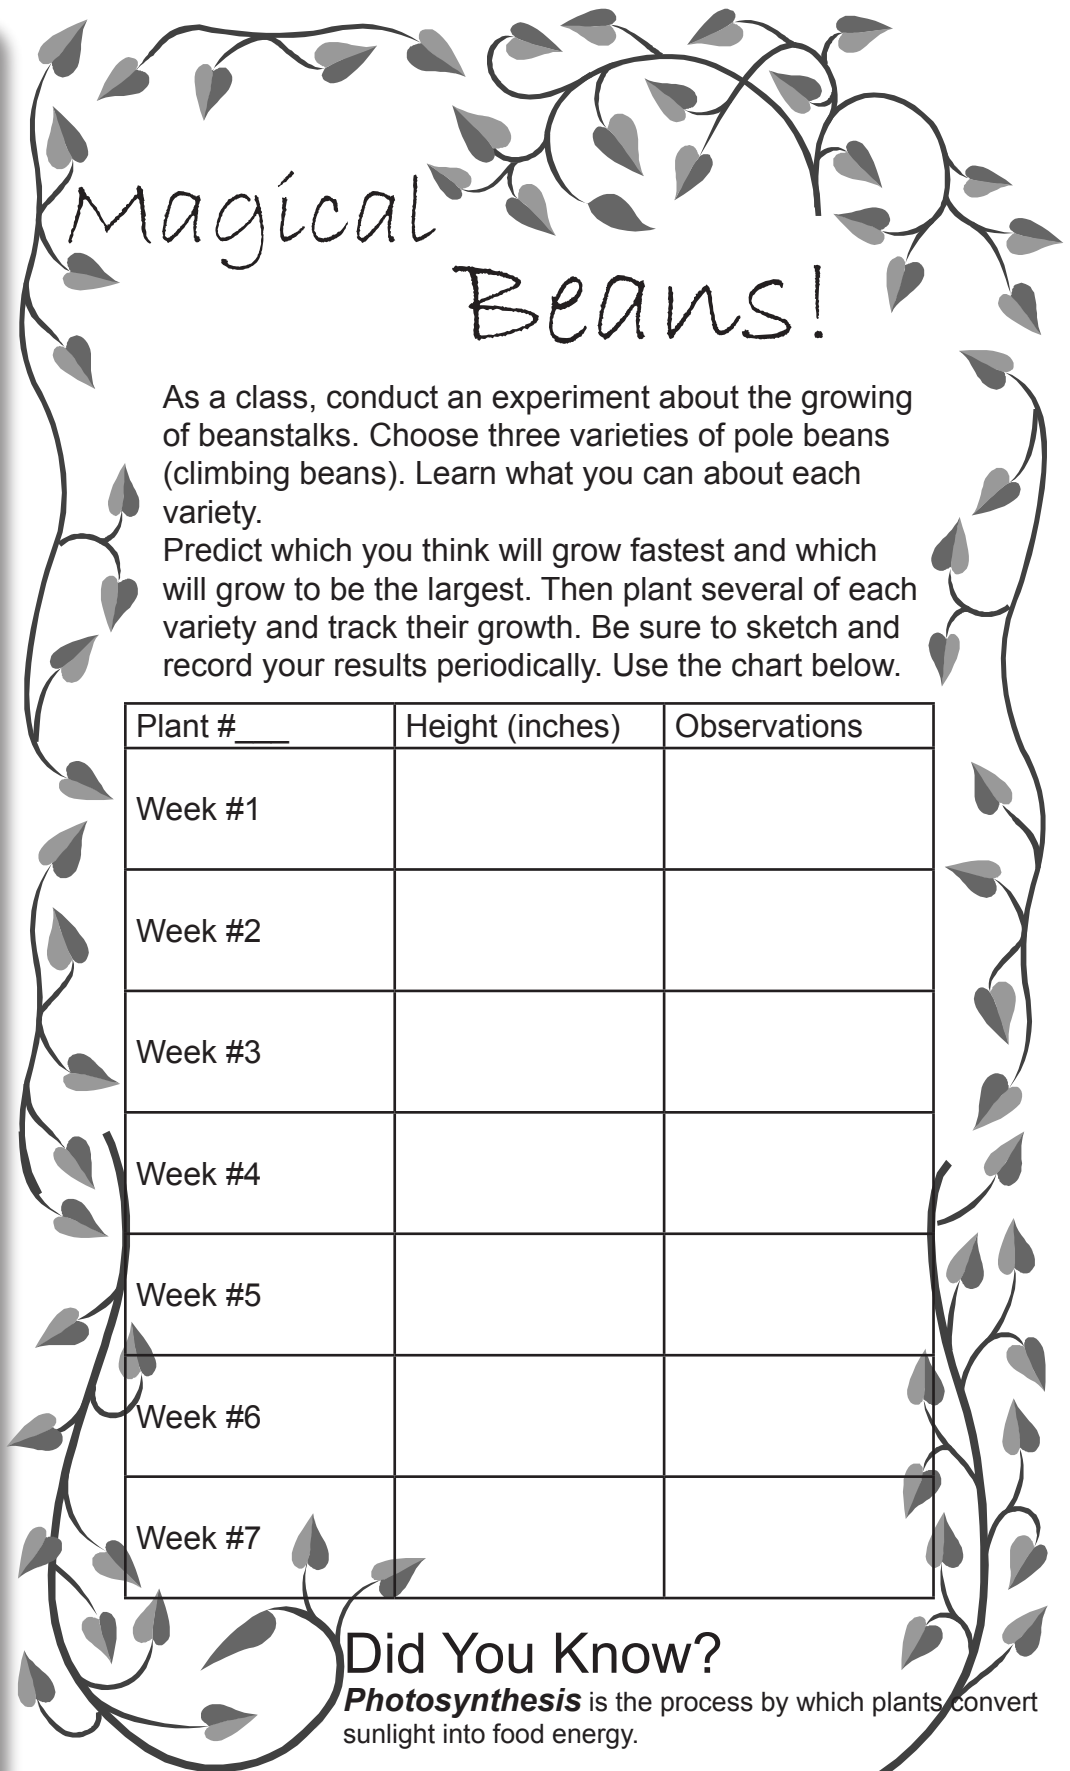 Magical
Beans!
As a class, conduct an experiment about the growing
of beanstalks. Choose three varieties of pole beans
(climbing beans). Learn what you can about each
variety.
Predict which you think will grow fastest and which
will grow to be the largest. Then plant several of each
variety and track their growth. Be sure to sketch and
record your results periodically. Use the chart below.
Plant #___ Height (inches) Observations
Week #1
Week #2
Week #3
Week #4
Week #5
Week #6
Week #7
Did You Know?
Photosynthesis is the process by which plants convert
sunlight into food energy.